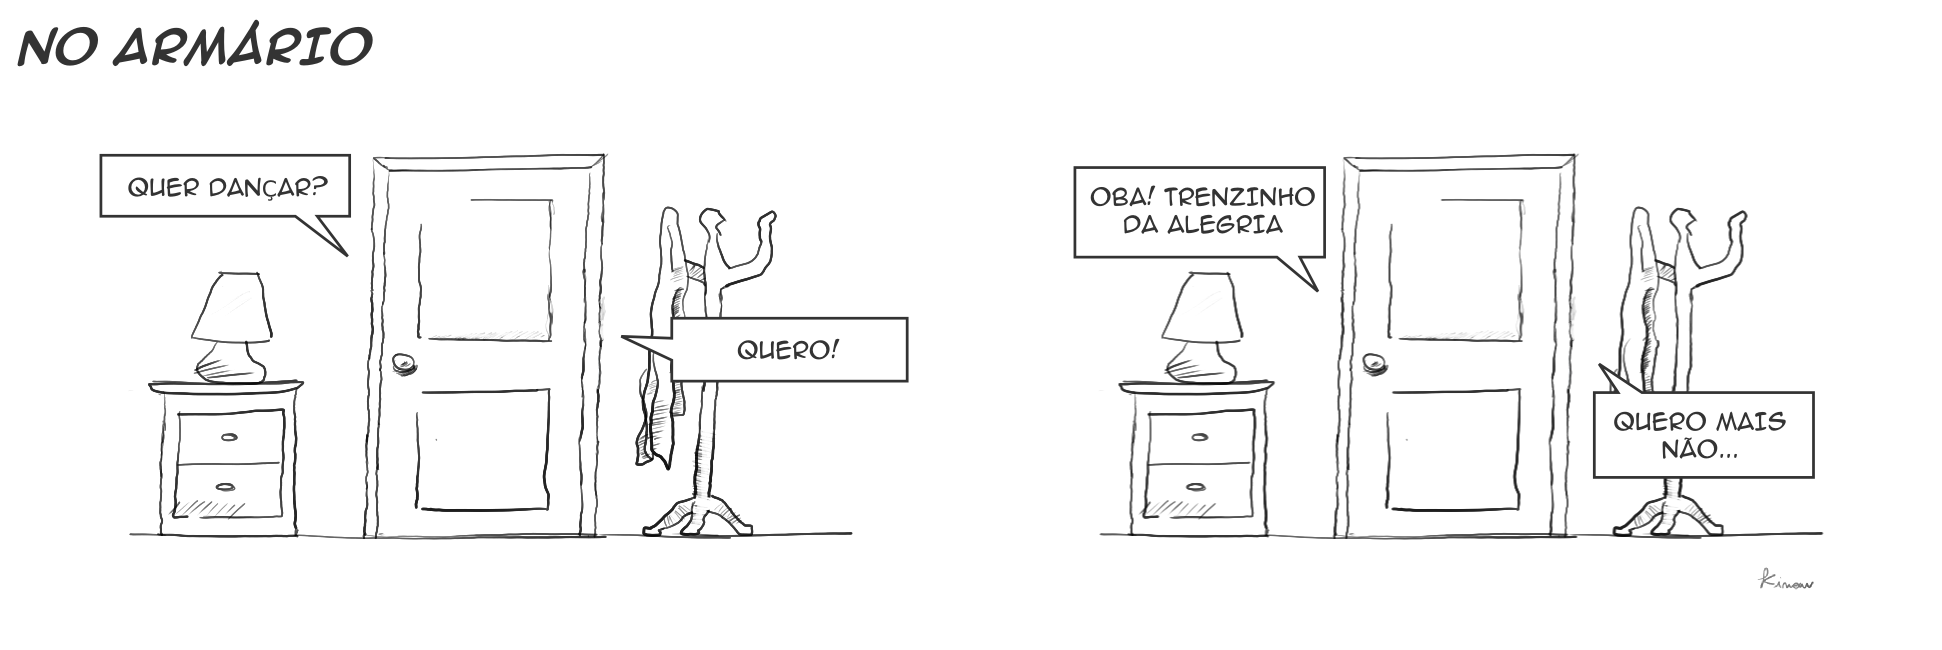 NO ARMÁRIO
QUER DANÇAR?
QUERO!
OBA! TRENZINHO
DA ALEGRIA
QUERO MAIS
NÃO...